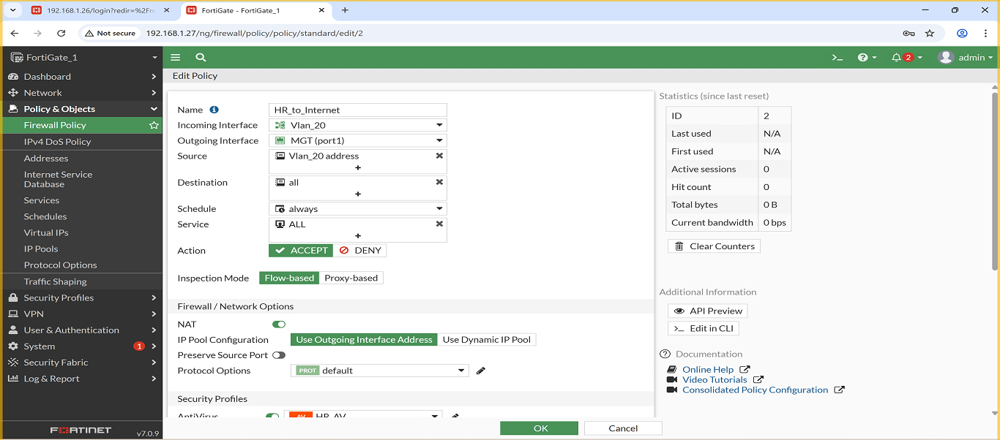 192.168.1.26/login?redir=%2Fn
FortiGate - FortiGate_1
Not secure
192.168.1.27/ng/firewall/policy/policy/standard/edit/2
FortiGate_1
2
admin
Dashboard
Network
Policy & Objects
Firewall Policy
IPv4 DoS Policy
Addresses
Internet Service
Database
Services
Schedules
Virtual IPs
IP Pools
Protocol Options
Traffic Shaping
Security Profiles
VPN
User & Authentication
System 1
Security Fabric
Log & Report
FORTINET
v7.0.9
Edit Policy
Name HR_to_Internet
Incoming Interface Vlan_20
Outgoing Interface MGT (port1)
Source Vlan_20 address
+
Destination all
+
Schedule always
Service ALL
+
Action ACCEPT DENY
Inspection Mode Flow-based Proxy-based
Firewall / Network Options
NAT
IP Pool Configuration Use Outgoing Interface Address Use Dynamic IP Pool
Preserve Source Port
Protocol Options PROT default
Security Profiles
AntiVirus AV HR_AV
OK Cancel
Statistics (since last reset)
ID 2
Last used N/A
First used N/A
Active sessions 0
Hit count 0
Total bytes 0 B
Current bandwidth 0 bps
Clear Counters
Additional Information
API Preview
>_ Edit in CLI
Documentation
Online Help
Video Tutorials
Consolidated Policy Configuration